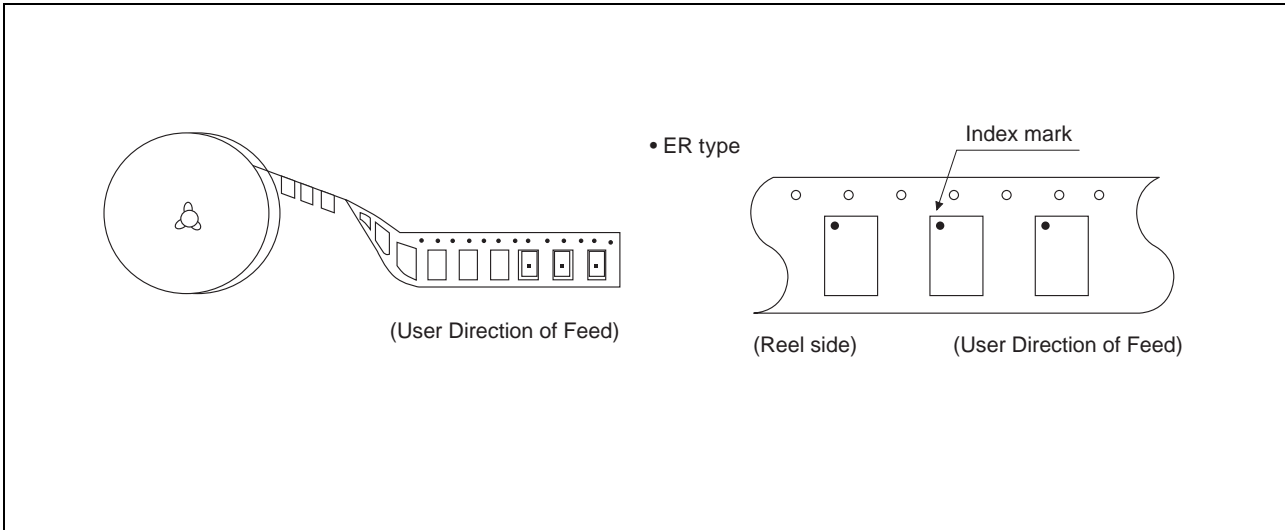 (User Direction of Feed)
• ER type
Index mark
(Reel side)
(User Direction of Feed)